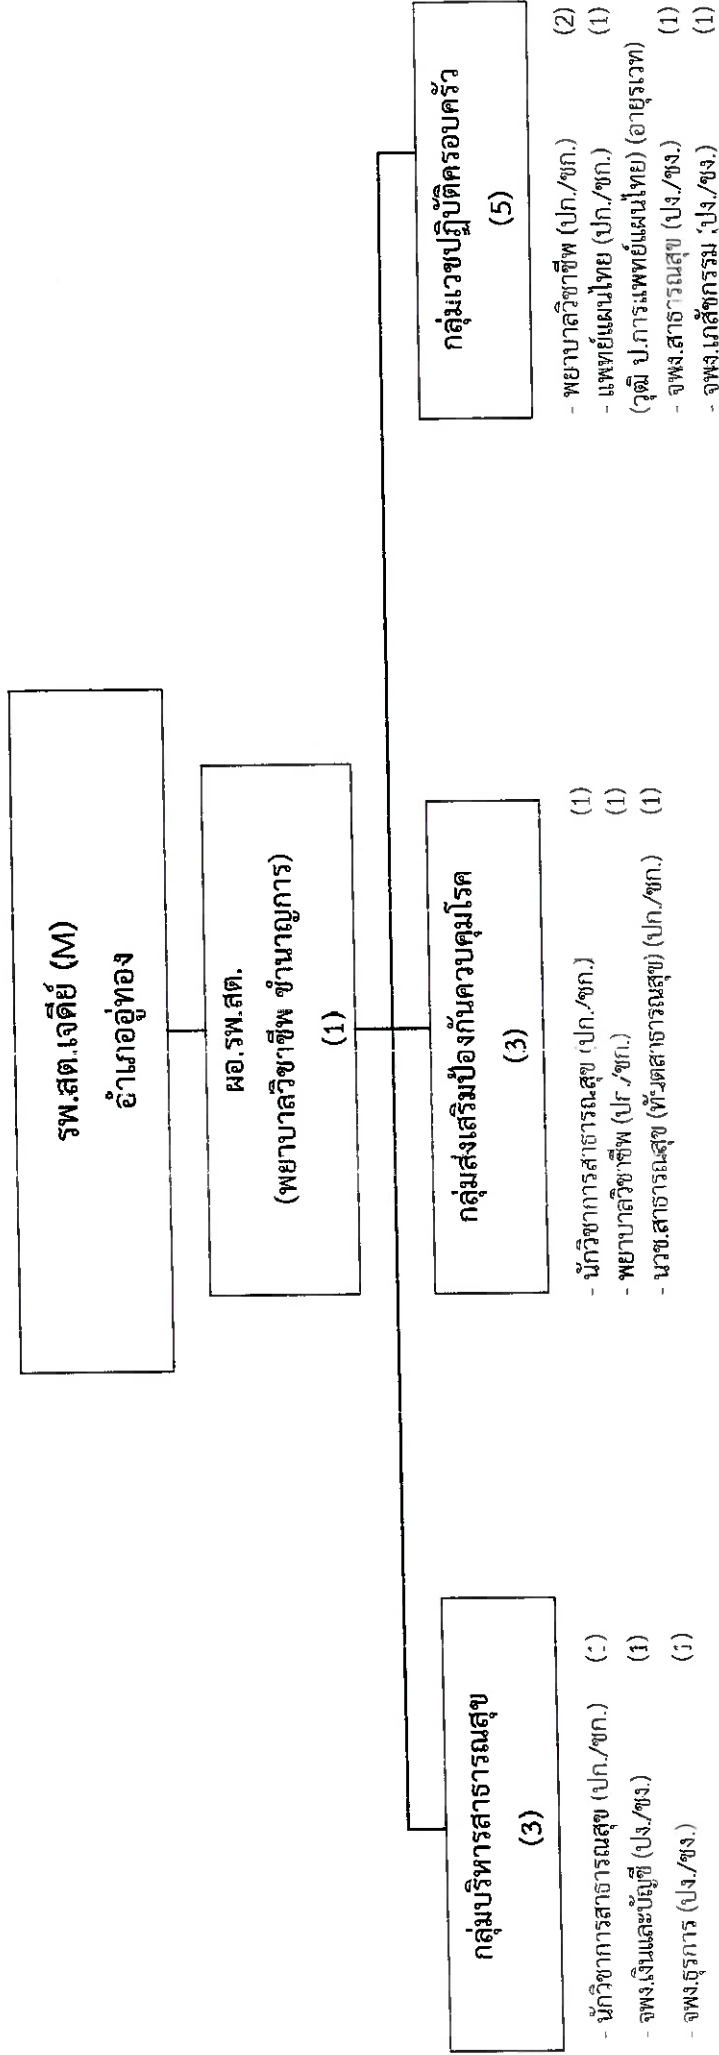 รพ.สต.เจดีย์ (M)
อำเภออู่ทอง
ผอ.รพ.สต.
(พยาบาลวิชาชีพ ชำนาญการ)
(1)
กลุ่มบริหารสาธารณสุข
(3)
- นักวิชาการสาธารณสุข (ปก./ชก.)
- จพง.เงินและบัญชี (ปง./ชง.) (1)
- จพง.ธุรการ (ปง./ชง.)
กลุ่มส่งเสริมป้องกันควบคุมโรค
(3)
- นักวิชาการสาธารณสุข (ปก./ชก.) (1)
- พยาบาลวิชาชีพ (ปก./ชก.) (1)
- นวช.สาธารณสุข (ทันตสาธารณสุข) (ปก./ชก.) (1)
กลุ่มเวชปฏิบัติครอบครัว
(5)
- พยาบาลวิชาชีพ (ปก./ชก.) (2)
- แพทย์แผนไทย (ปก./ชก.) (1)
(วุฒิ ป.การแพทย์แผนไทย) (อายุรเวท)
- จพง.สาธารณสุข (ปง./ชง.) (1)
- จพง.เภสัชกรรม (ปง./ชง.) (1)